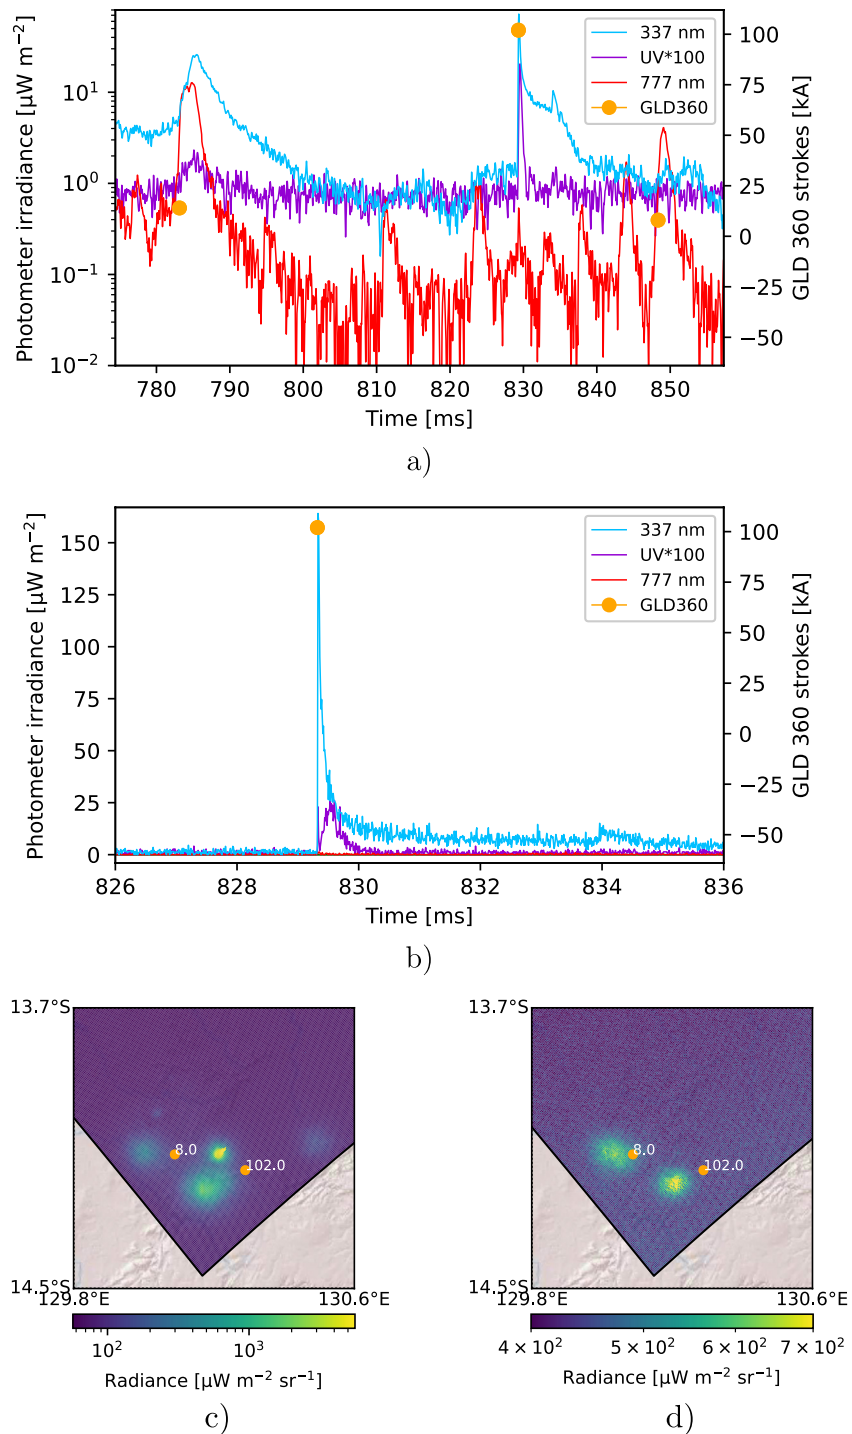 Photometer irradiance [µW m⁻²]
10¹
10⁰
10⁻¹
10⁻²
337 nm
UV*100
777 nm
GLD360
100
75
50
25
0
−25
−50
GLD 360 strokes [kA]
780 790 800 810 820 830 840 850
Time [ms]
a)
Photometer irradiance [µW m⁻²]
150
125
100
75
50
25
0
337 nm
UV*100
777 nm
GLD360
100
75
50
25
0
−25
−50
GLD 360 strokes [kA]
826 828 830 832 834 836
Time [ms]
b)
13.7°S
8.0
102.0
14.5°S
129.8°E 130.6°E
10² 10³
Radiance [µW m⁻² sr⁻¹]
c)
13.7°S
8.0
102.0
14.5°S
129.8°E 130.6°E
4 × 10² 5 × 10² 6 × 10² 7 × 10²
Radiance [µW m⁻² sr⁻¹]
d)